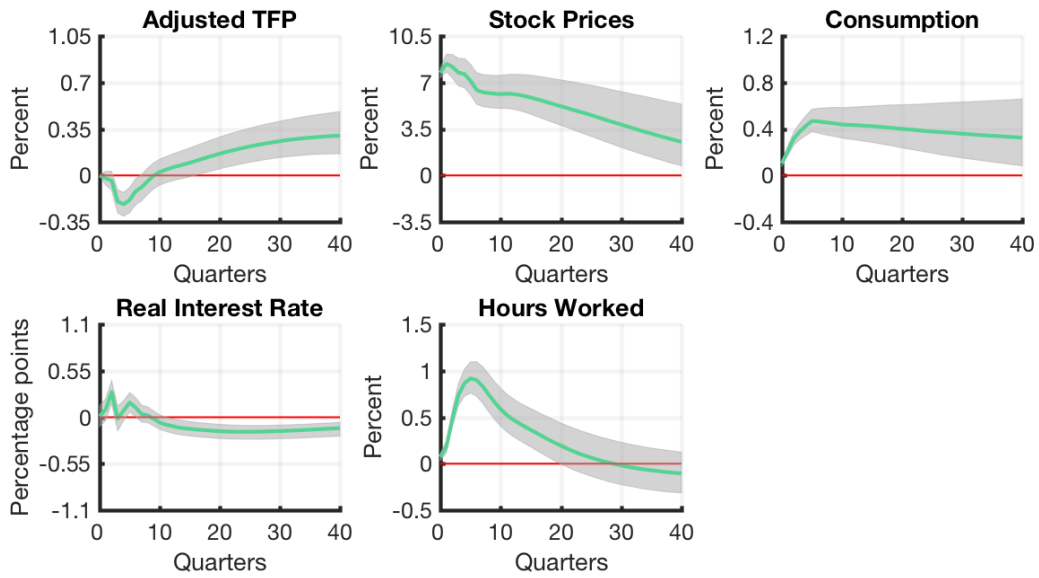 Adjusted TFP
1.05
0.7
0.35
0
-0.35
Percent
0 10 20 30 40
Quarters
Stock Prices
10.5
7
3.5
0
-3.5
Percent
0 10 20 30 40
Quarters
Consumption
1.2
0.8
0.4
0
-0.4
Percent
0 10 20 30 40
Quarters
Real Interest Rate
1.1
0.55
0
-0.55
-1.1
Percentage points
0 10 20 30 40
Quarters
Hours Worked
1.5
1
0.5
0
-0.5
Percent
0 10 20 30 40
Quarters